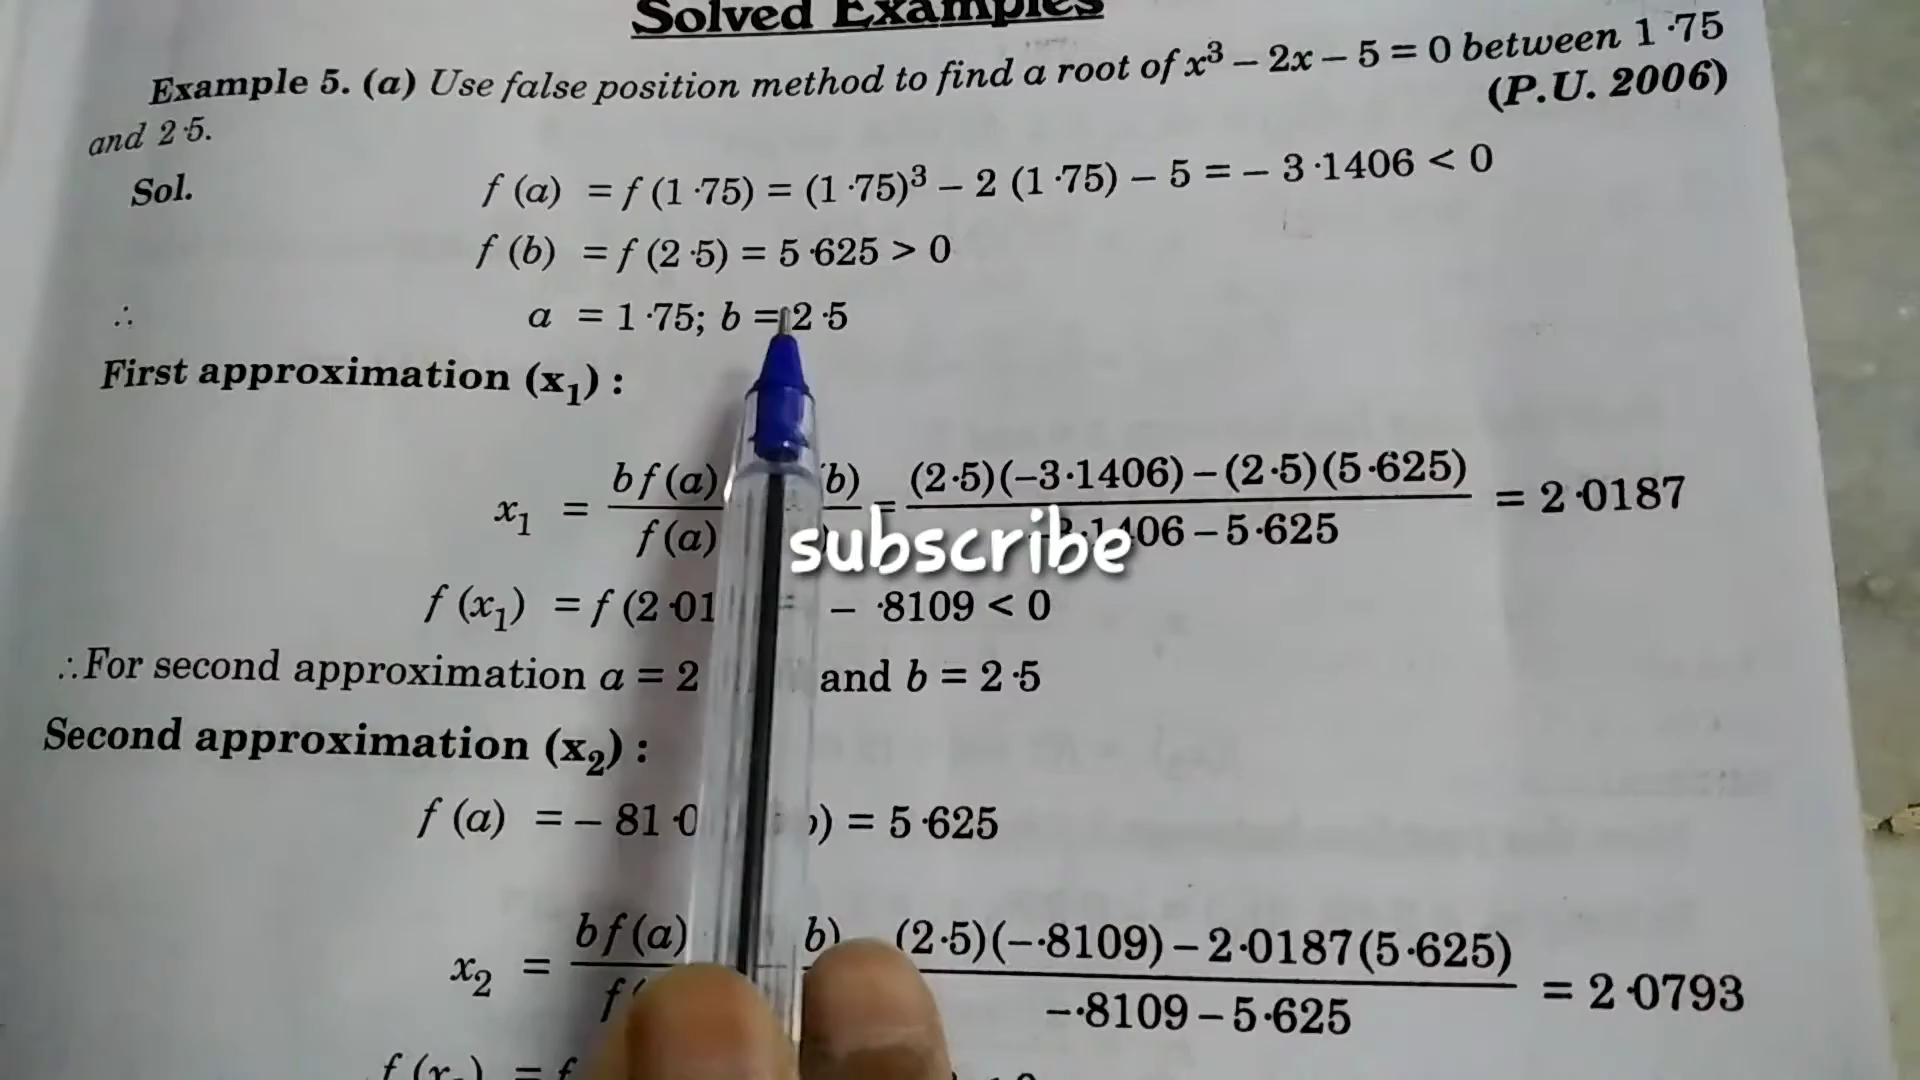 Solved Examples
Example 5. (a) Use false position method to find a root of x³ – 2x – 5 = 0 between 1·75
and 2·5. (P.U. 2006)
Sol. f (a) = f (1·75) = (1·75)³ – 2 (1·75) – 5 = – 3·1406 < 0
f (b) = f (2·5) = 5·625 > 0
∴ a = 1·75; b = 2·5
First approximation (x₁) :
x₁ = bf(a) b) / f(a) = (2·5)(–3·1406) – (2·5)(5·625) / 1406 – 5·625 = 2·0187
subscribe
f (x₁) = f (2·01 = – ·8109 < 0
∴For second approximation a = 2 and b = 2·5
Second approximation (x₂) :
f (a) = – 81·0 ) = 5·625
x₂ = bf(a) b) / f (2·5)(–·8109) – 2·0187(5·625) / –·8109 – 5·625 = 2·0793
= f